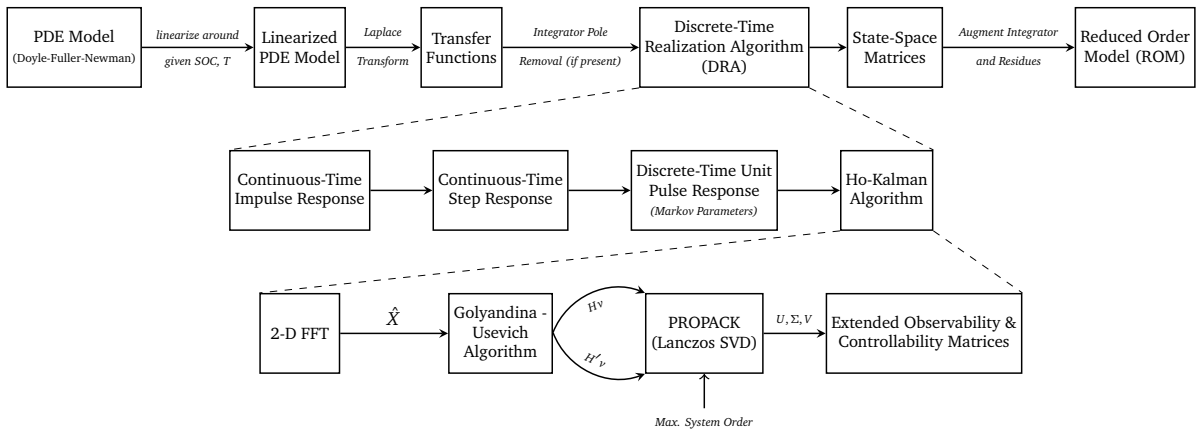 PDE Model
(Doyle-Fuller-Newman)
linearize around
given SOC, T
Linearized
PDE Model
Laplace
Transform
Transfer
Functions
Integrator Pole
Removal (if present)
Discrete-Time
Realization Algorithm
(DRA)
State-Space
Matrices
Augment Integrator
and Residues
Reduced Order
Model (ROM)
Continuous-Time
Impulse Response
Continuous-Time
Step Response
Discrete-Time Unit
Pulse Response
(Markov Parameters)
Ho-Kalman
Algorithm
2-D FFT
X̂
Golyandina -
Usevich
Algorithm
Hν
H′ν
PROPACK
(Lanczos SVD)
U, Σ, V
Extended Observability &
Controllability Matrices
Max. System Order